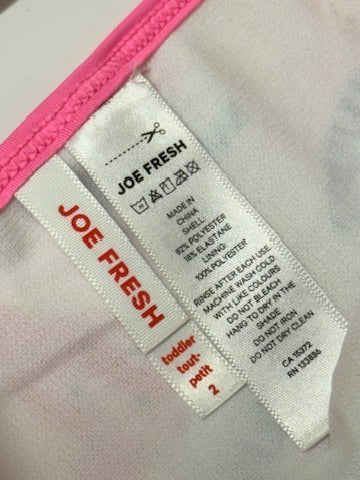 JOE FRESH
toddler
tout-
petit
2
JOE FRESH
MADE IN
CHINA
SHELL:
82% POLYESTER
18% ELASTANE
LINING:
100% POLYESTER
RINSE AFTER EACH USE
MACHINE WASH COLD
WITH LIKE COLOURS
DO NOT BLEACH
HANG TO DRY IN THE
SHADE
DO NOT IRON
DO NOT DRY CLEAN
CA 15372
RN 133886